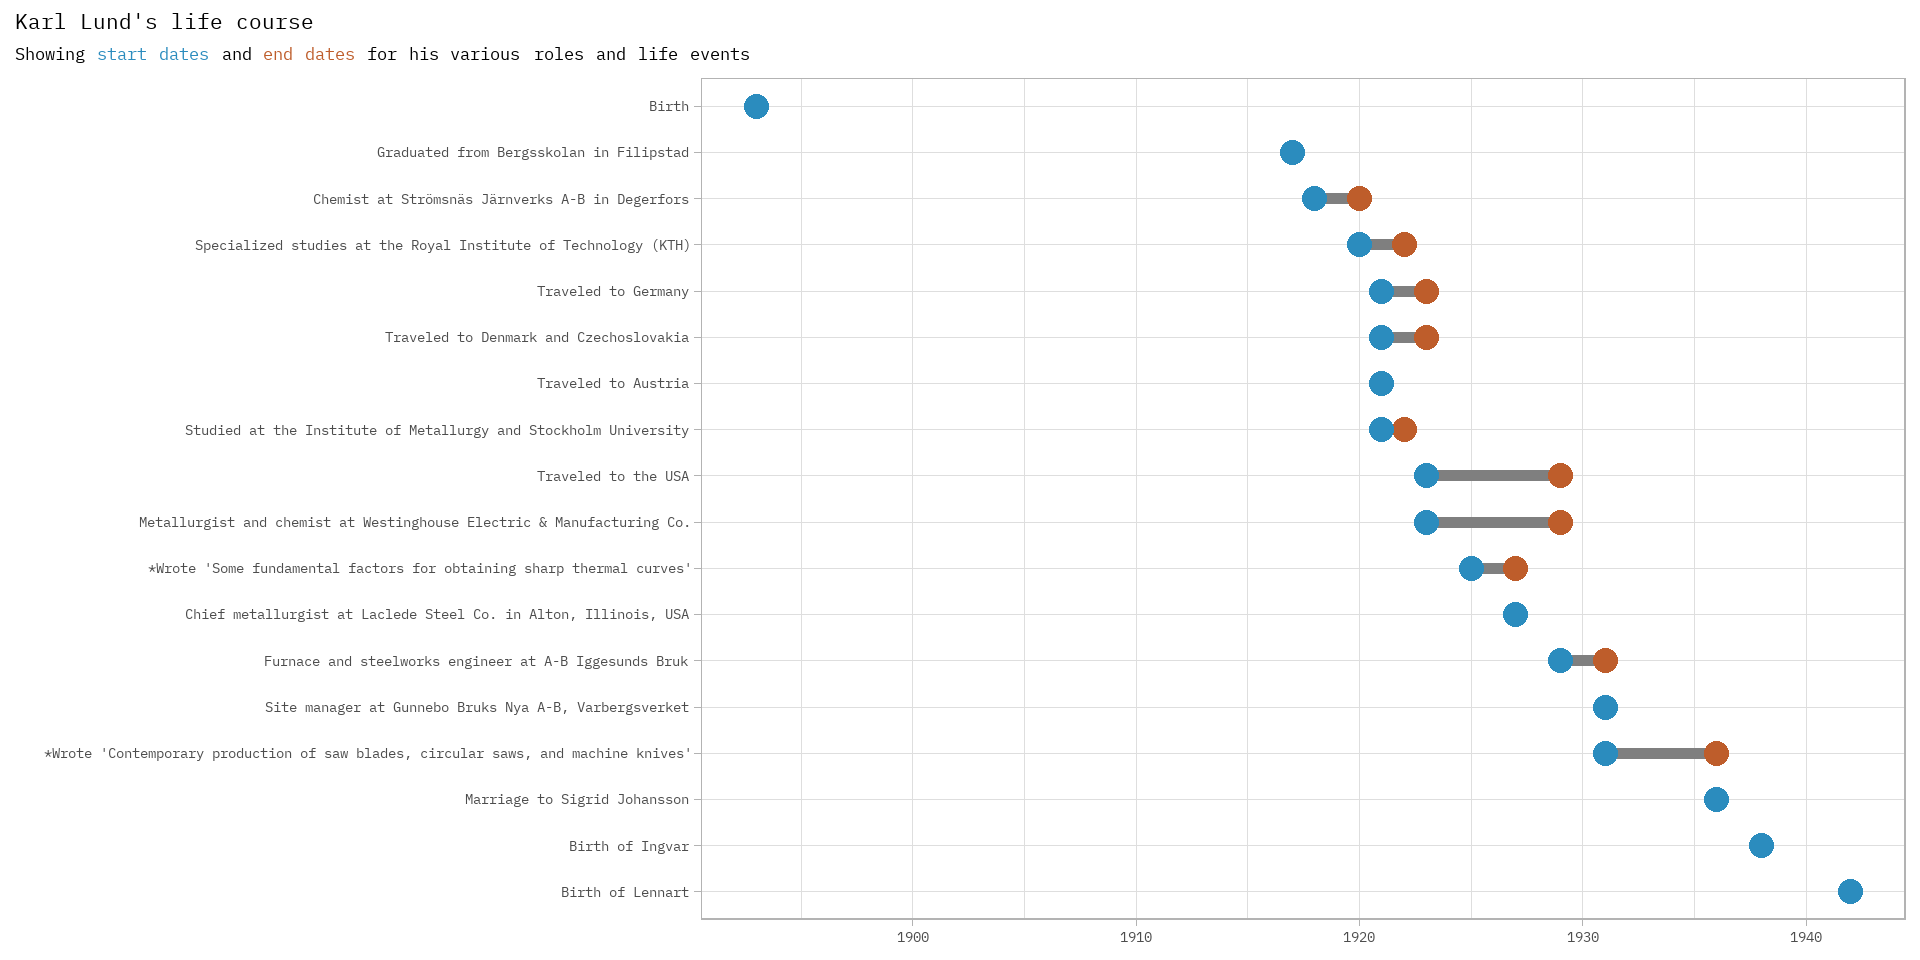 Karl Lund's life course
Showing start dates and end dates for his various roles and life events
Birth
Graduated from Bergsskolan in Filipstad
Chemist at Strömsnäs Järnverks A-B in Degerfors
Specialized studies at the Royal Institute of Technology (KTH)
Traveled to Germany
Traveled to Denmark and Czechoslovakia
Traveled to Austria
Studied at the Institute of Metallurgy and Stockholm University
Traveled to the USA
Metallurgist and chemist at Westinghouse Electric & Manufacturing Co.
*Wrote 'Some fundamental factors for obtaining sharp thermal curves'
Chief metallurgist at Laclede Steel Co. in Alton, Illinois, USA
Furnace and steelworks engineer at A-B Iggesunds Bruk
Site manager at Gunnebo Bruks Nya A-B, Varbergsverket
*Wrote 'Contemporary production of saw blades, circular saws, and machine knives'
Marriage to Sigrid Johansson
Birth of Ingvar
Birth of Lennart
1900 1910 1920 1930 1940